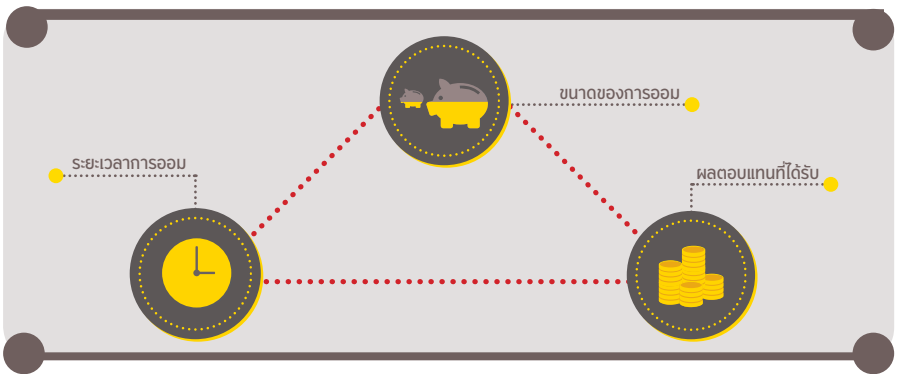 ขนาดของการออม
ระยะเวลาการออม
ผลตอบแทนที่ได้รับ